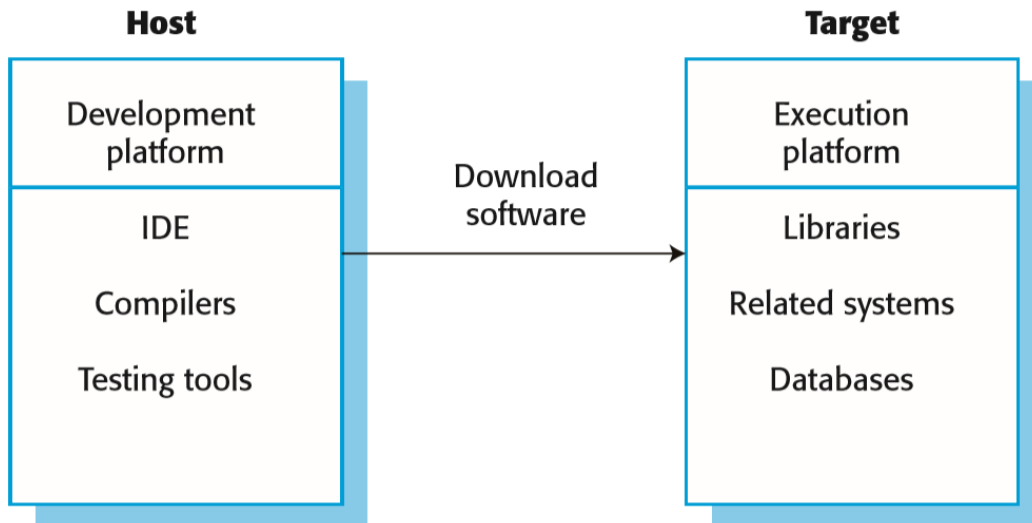 Host
Target
Development
platform
Execution
platform
Download
software
IDE
Compilers
Testing tools
Libraries
Related systems
Databases